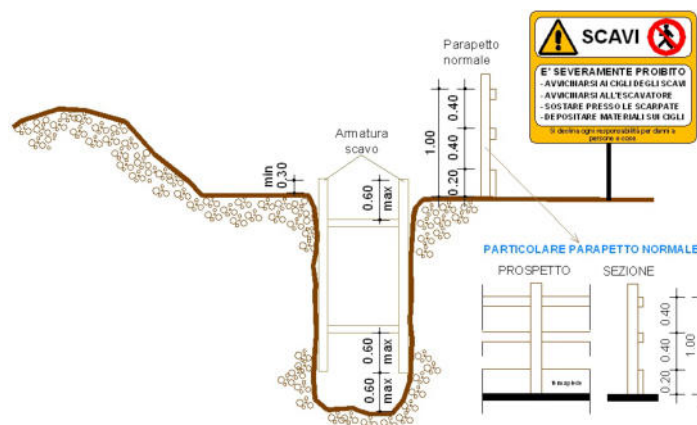 SCAVI
E' SEVERAMENTE PROIBITO
- AVVICINARSI AI CIGLI DEGLI SCAVI
- AVVICINARSI ALL'ESCAVATORE
- SOSTARE PRESSO LE SCARPATE
- DEPOSITARE MATERIALI SUI CIGLI
Si declina ogni responsabilità per danni a
persone e cose
Parapetto
normale
1.00
0.40
0.40
0.20
Armatura
scavo
min
0,30
0.60
max
0.60
max
0.60
max
PARTICOLARE PARAPETTO NORMALE
PROSPETTO
SEZIONE
0.40
0.40
0.20
1.00